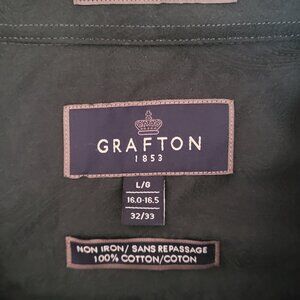 GRAFTON
1853
L/G
16.0-16.5
32/33
NON IRON/ SANS REPASSAGE
100% COTTON/COTON